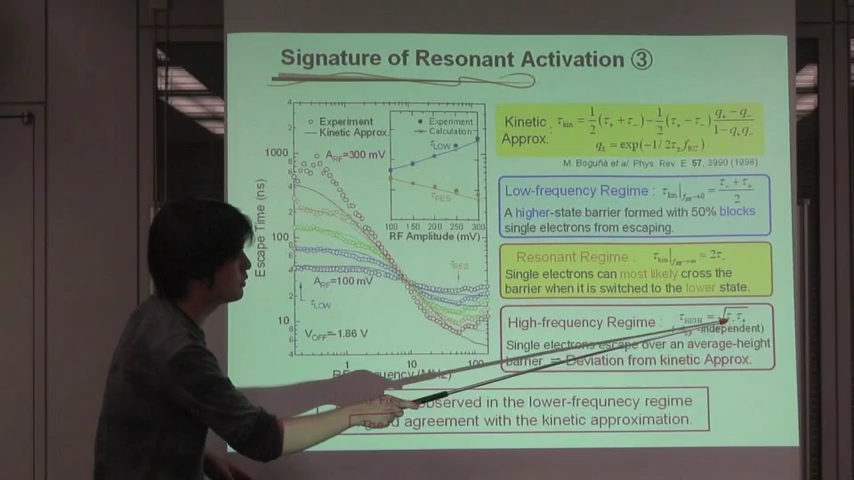 Signature of Resonant Activation ③
Experiment
Kinetic Approx.
A_RF=300 mV
Experiment
Calculation
τ_LOW
τ_RES
100 150 200 250 300
RF Amplitude (mV)
1000
100
10
Escape Time (ns)
τ_RES
A_RF=100 mV
τ_LOW
V_OFF=-1.86 V
1 10 100
Kinetic
Approx.
M. Boguñá et al. Phys. Rev. E 57, 3990 (1998)
Low-frequency Regime :
A higher-state barrier formed with 50% blocks
single electrons from escaping.
Resonant Regime :
Single electrons can most likely cross the
barrier when it is switched to the lower state.
High-frequency Regime :
-independent)
Single electrons escape over an average-height
barrier ⇒ Deviation from kinetic Approx.
observed in the lower-frequnecy regime
agreement with the kinetic approximation.